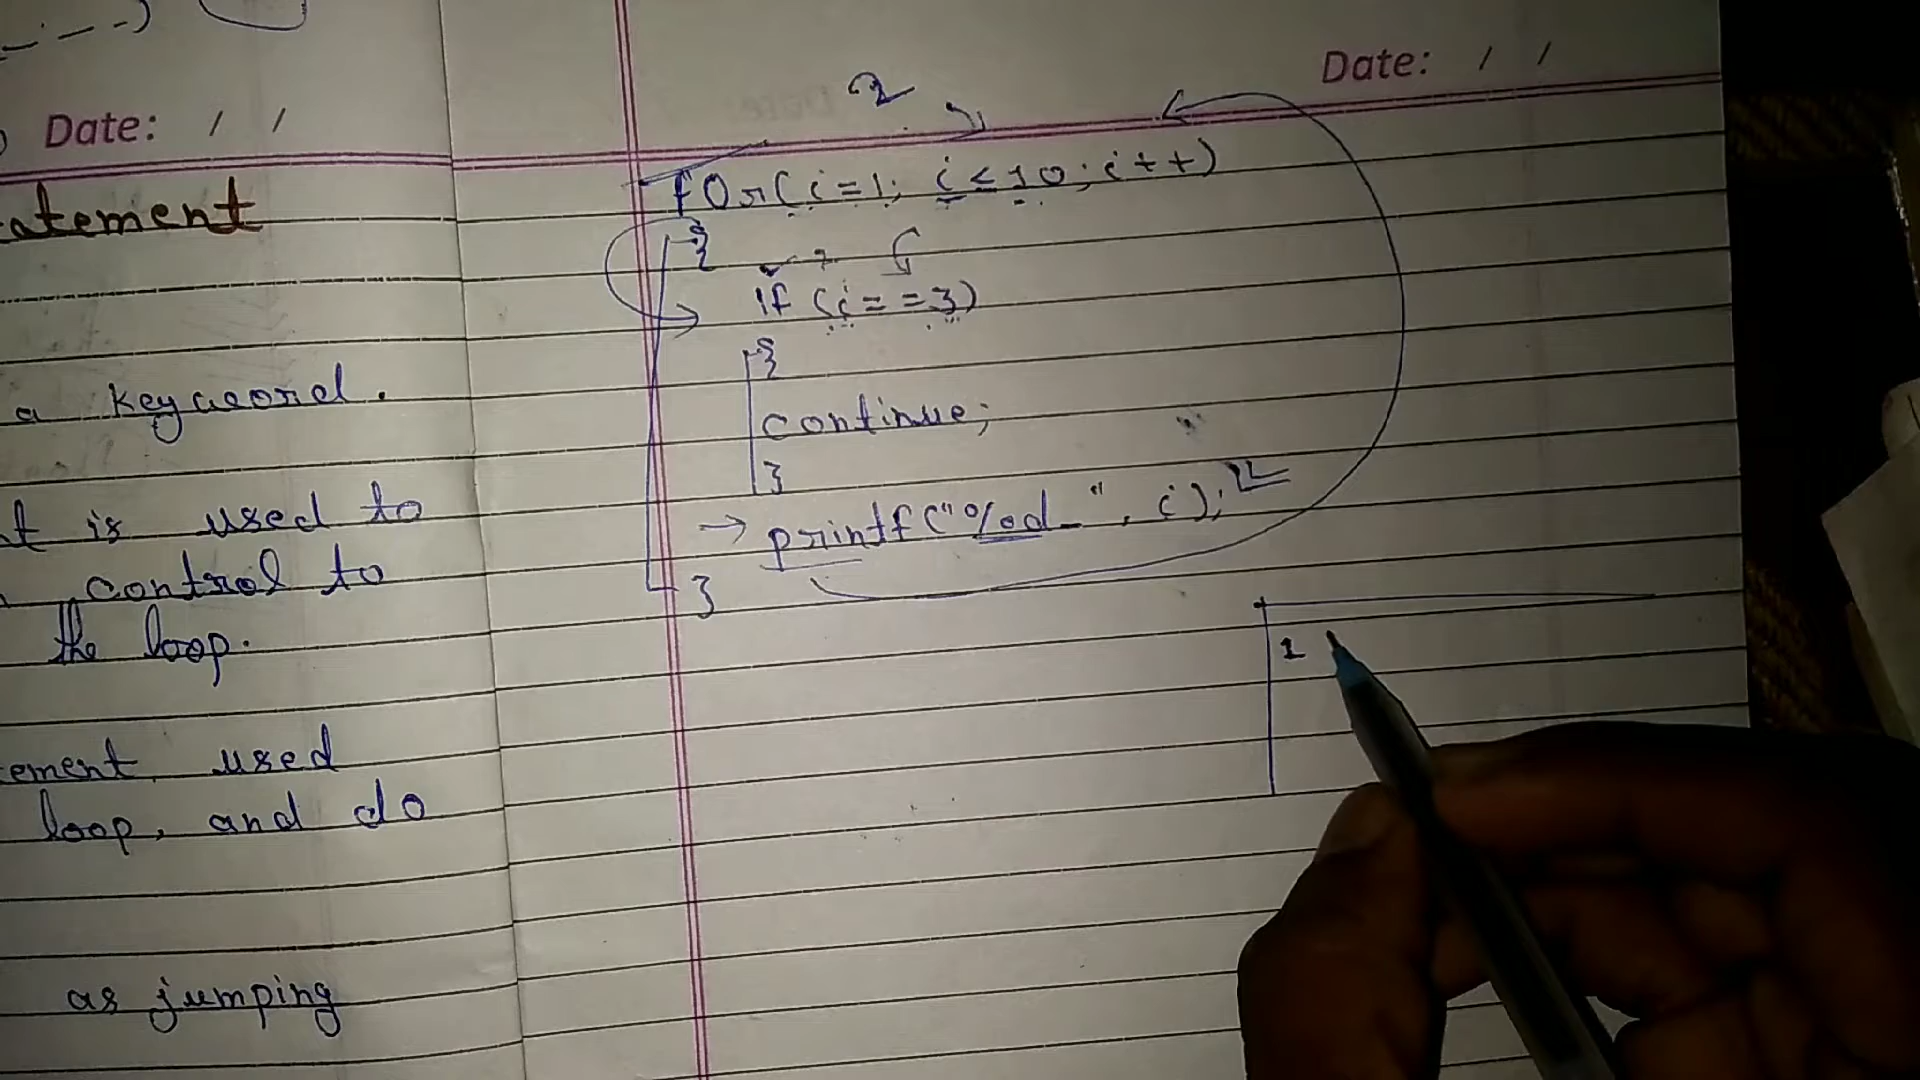 Date: / /
atement
a keyword.
t is used to
control to
the loop.
ement used
loop, and do
as jumping
Date: / /
2
for(i=1; i≤10; i++)
{
if (i==3)
{
continue;
}
→ printf("%d_", i);
}
1